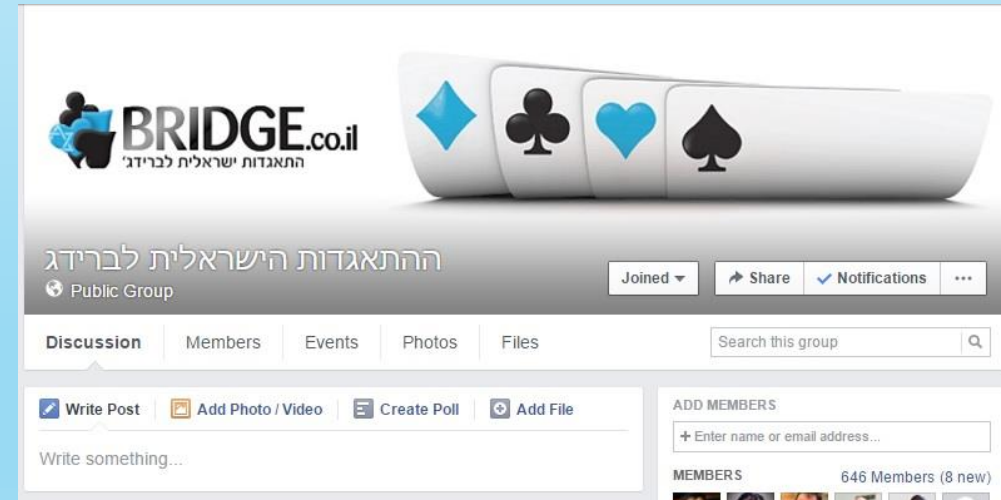 BRIDGE.co.il
התאגדות ישראלית לברידג'
ההתאגדות הישראלית לברידג
Public Group
Joined
Share
Notifications
...
Discussion Members Events Photos Files
Search this group
Write Post Add Photo / Video Create Poll Add File
Write something...
ADD MEMBERS
+ Enter name or email address...
MEMBERS 646 Members (8 new)